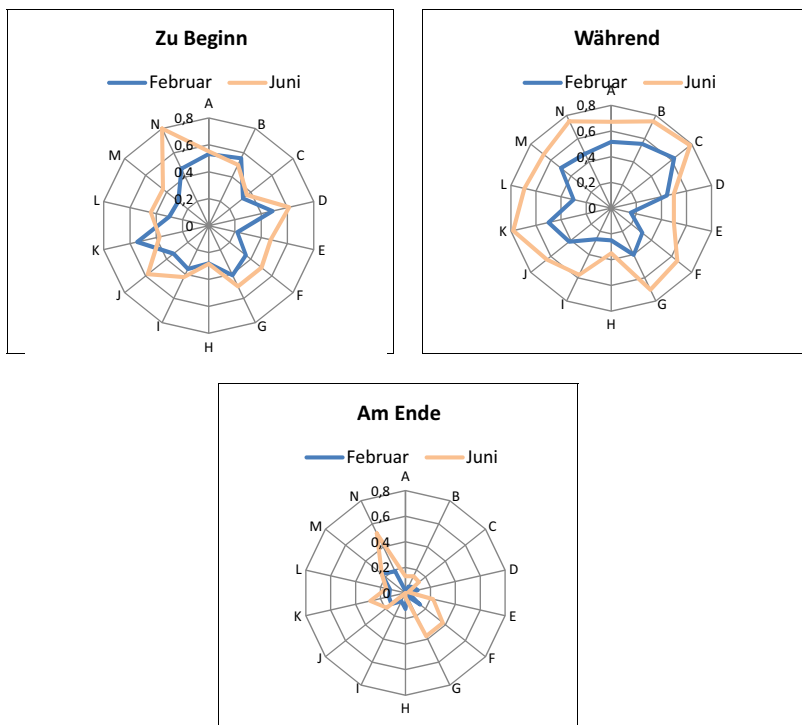 Zu Beginn
Februar Juni
A
B
C
D
E
F
G
H
I
J
K
L
M
N
0,8
0,6
0,4
0,2
0
Während
Februar Juni
A
B
C
D
E
F
G
H
I
J
K
L
M
N
0,8
0,6
0,4
0,2
0
Am Ende
Februar Juni
A
B
C
D
E
F
G
H
I
J
K
L
M
N
0,8
0,6
0,4
0,2
0